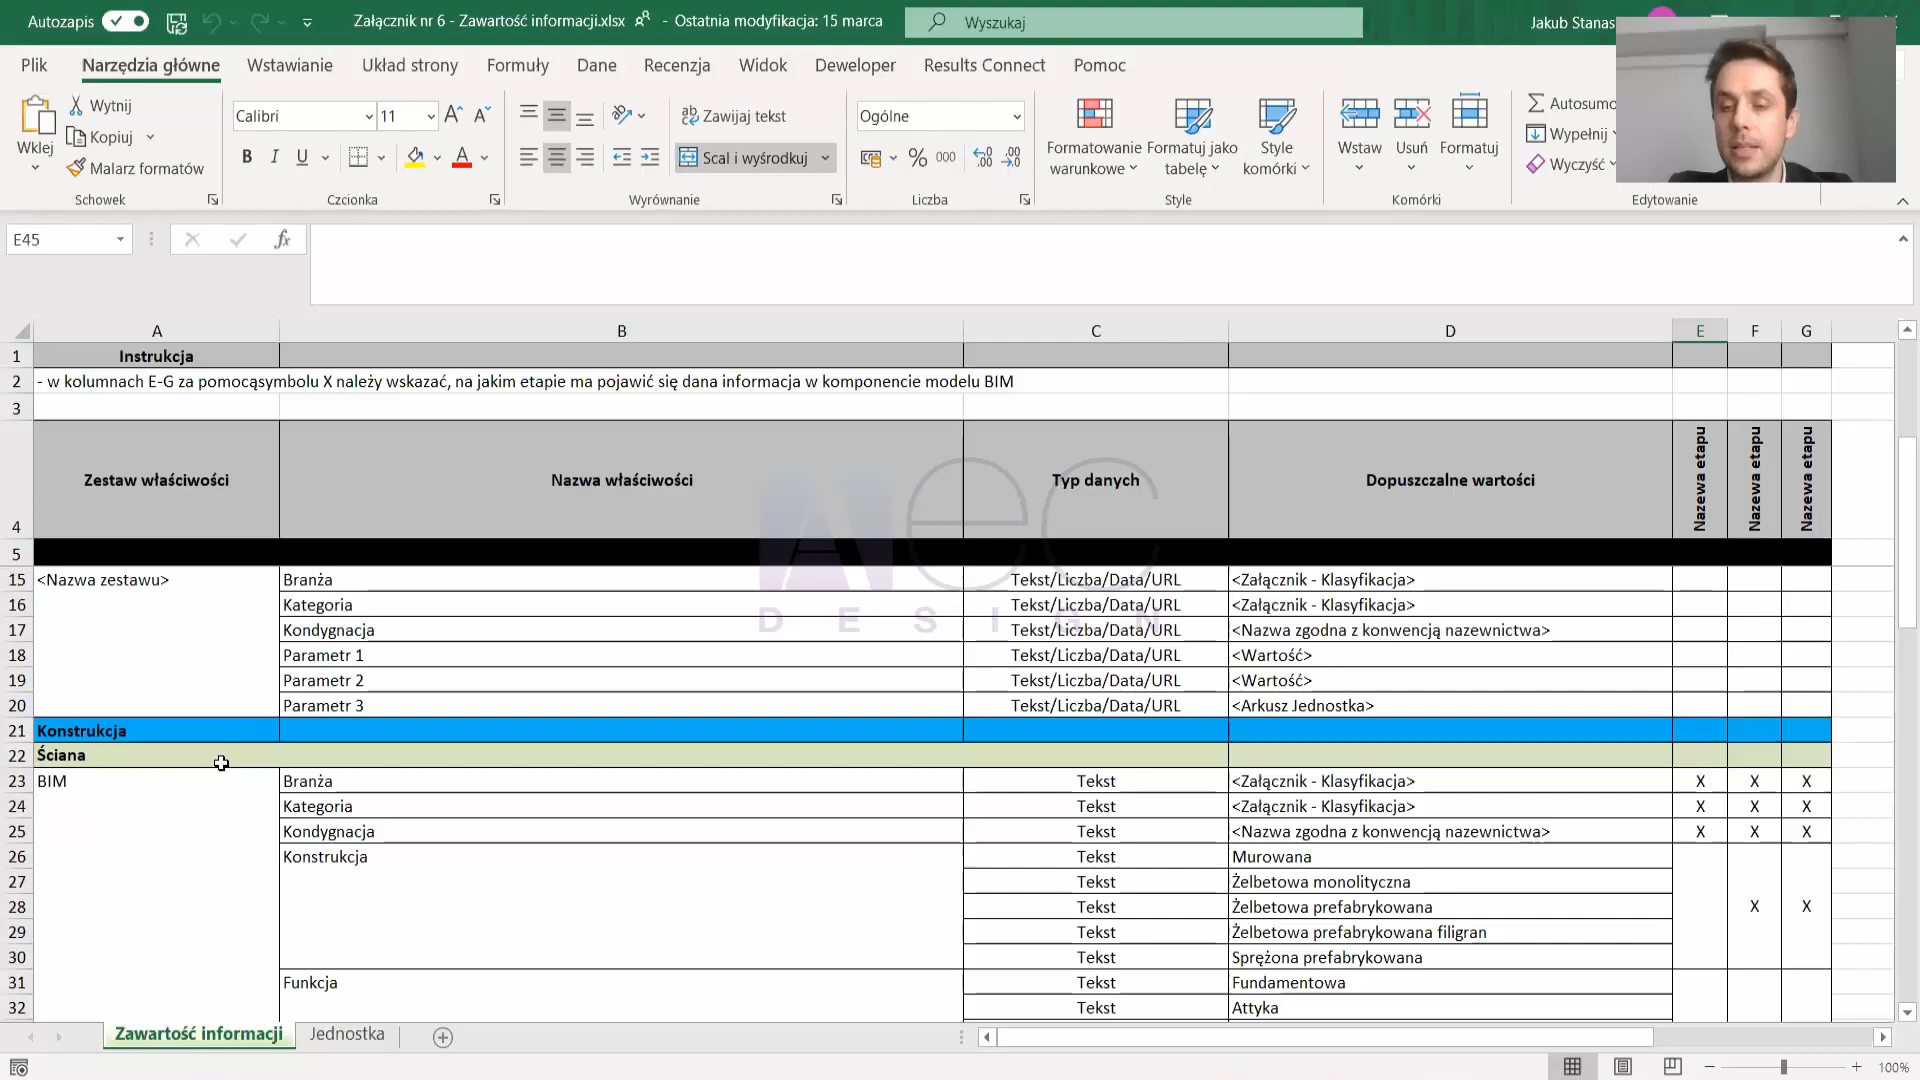 Autozapis
Załącznik nr 6 - Zawartość informacji.xlsx - Ostatnia modyfikacja: 15 marca
Wyszukaj
Jakub Stanas
Plik Narzędzia główne Wstawianie Układ strony Formuły Dane Recenzja Widok Deweloper Results Connect Pomoc
Wklej
Wytnij
Kopiuj
Malarz formatów
Schowek
Calibri 11
B I U
Czcionka
Zawijaj tekst
Scal i wyśrodkuj
Wyrównanie
Ogólne
% 000
Liczba
Formatowanie warunkowe
Formatuj jako tabelę
Style komórki
Style
Wstaw Usuń Formatuj
Komórki
Autosumo
Wypełnij
Wyczyść
Edytowanie
E45
fx
A B C D E F G
1 Instrukcja
2 - w kolumnach E-G za pomocąsymbolu X należy wskazać, na jakim etapie ma pojawić się dana informacja w komponencie modelu BIM
3
4 Zestaw właściwości Nazwa właściwości Typ danych Dopuszczalne wartości Nazewa etapu Nazewa etapu Nazewa etapu
5
15 <Nazwa zestawu> Branża Tekst/Liczba/Data/URL <Załącznik - Klasyfikacja>
16 Kategoria Tekst/Liczba/Data/URL <Załącznik - Klasyfikacja>
17 Kondygnacja Tekst/Liczba/Data/URL <Nazwa zgodna z konwencją nazewnictwa>
18 Parametr 1 Tekst/Liczba/Data/URL <Wartość>
19 Parametr 2 Tekst/Liczba/Data/URL <Wartość>
20 Parametr 3 Tekst/Liczba/Data/URL <Arkusz Jednostka>
21 Konstrukcja
22 Ściana
23 BIM Branża Tekst <Załącznik - Klasyfikacja> X X X
24 Kategoria Tekst <Załącznik - Klasyfikacja> X X X
25 Kondygnacja Tekst <Nazwa zgodna z konwencją nazewnictwa> X X X
26 Konstrukcja Tekst Murowana
27 Tekst Żelbetowa monolityczna
28 Tekst Żelbetowa prefabrykowana X X
29 Tekst Żelbetowa prefabrykowana filigran
30 Tekst Sprężona prefabrykowana
31 Funkcja Tekst Fundamentowa
32 Tekst Attyka
AEC
DESIGN
Zawartość informacji Jednostka
100%